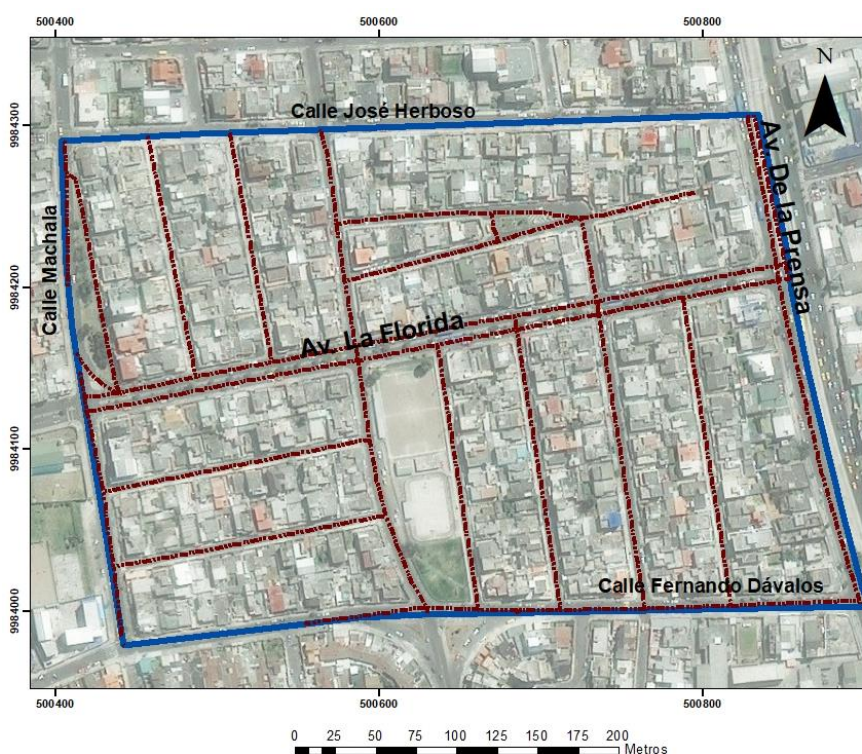 500400 500600 500800
N
9984300
Calle José Herboso
Av. De la Prensa
9984200
Calle Machala
Av. La Florida
9984100
9984000
Calle Fernando Dávalos
500400 500600 500800
0 25 50 75 100 125 150 175 200
Metros